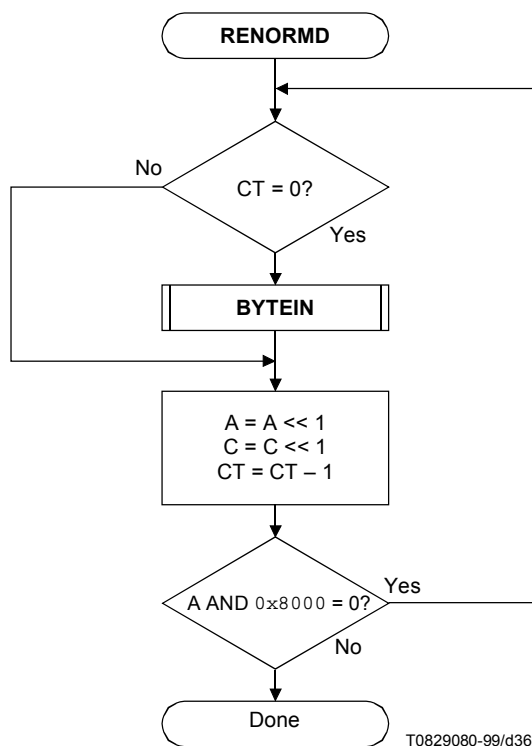 RENORMD
No
CT = 0?
Yes
BYTEIN
A = A << 1
C = C << 1
CT = CT – 1
A AND 0x8000 = 0?
Yes
No
Done
T0829080-99/d36